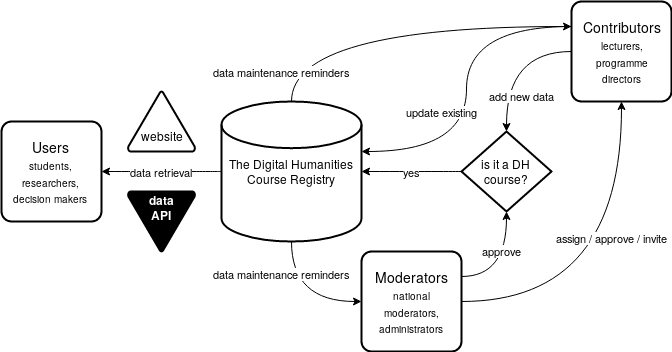 Contributors
lecturers,
programme
directors
data maintenance reminders
add new data
update existing
website
Users
students,
researchers,
decision makers
data retrieval
data
API
The Digital Humanities
Course Registry
yes
is it a DH
course?
approve
assign / approve / invite
data maintenance reminders
Moderators
national
moderators,
administrators